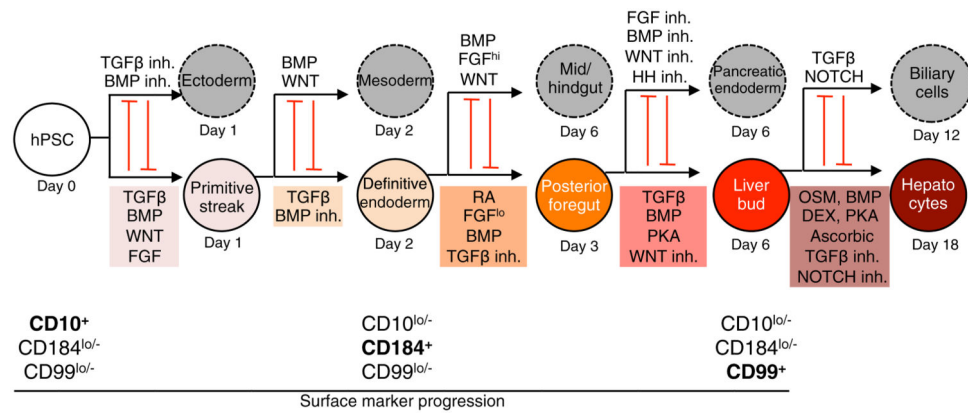 TGFβ inh.
BMP inh.
Ectoderm
Day 1
BMP
WNT
Mesoderm
Day 2
BMP
FGFhi
WNT
Mid/
hindgut
Day 6
FGF inh.
BMP inh.
WNT inh.
HH inh.
Pancreatic
endoderm
Day 6
TGFβ
NOTCH
Biliary
cells
Day 12
hPSC
Day 0
TGFβ
BMP
WNT
FGF
Primitive
streak
Day 1
TGFβ
BMP inh.
Definitive
endoderm
Day 2
RA
FGFlo
BMP
TGFβ inh.
Posterior
foregut
Day 3
TGFβ
BMP
PKA
WNT inh.
Liver
bud
Day 6
OSM, BMP
DEX, PKA
Ascorbic
TGFβ inh.
NOTCH inh.
Hepato
cytes
Day 18
CD10+
CD184lo/-
CD99lo/-
CD10lo/-
CD184+
CD99lo/-
CD10lo/-
CD184lo/-
CD99+
Surface marker progression